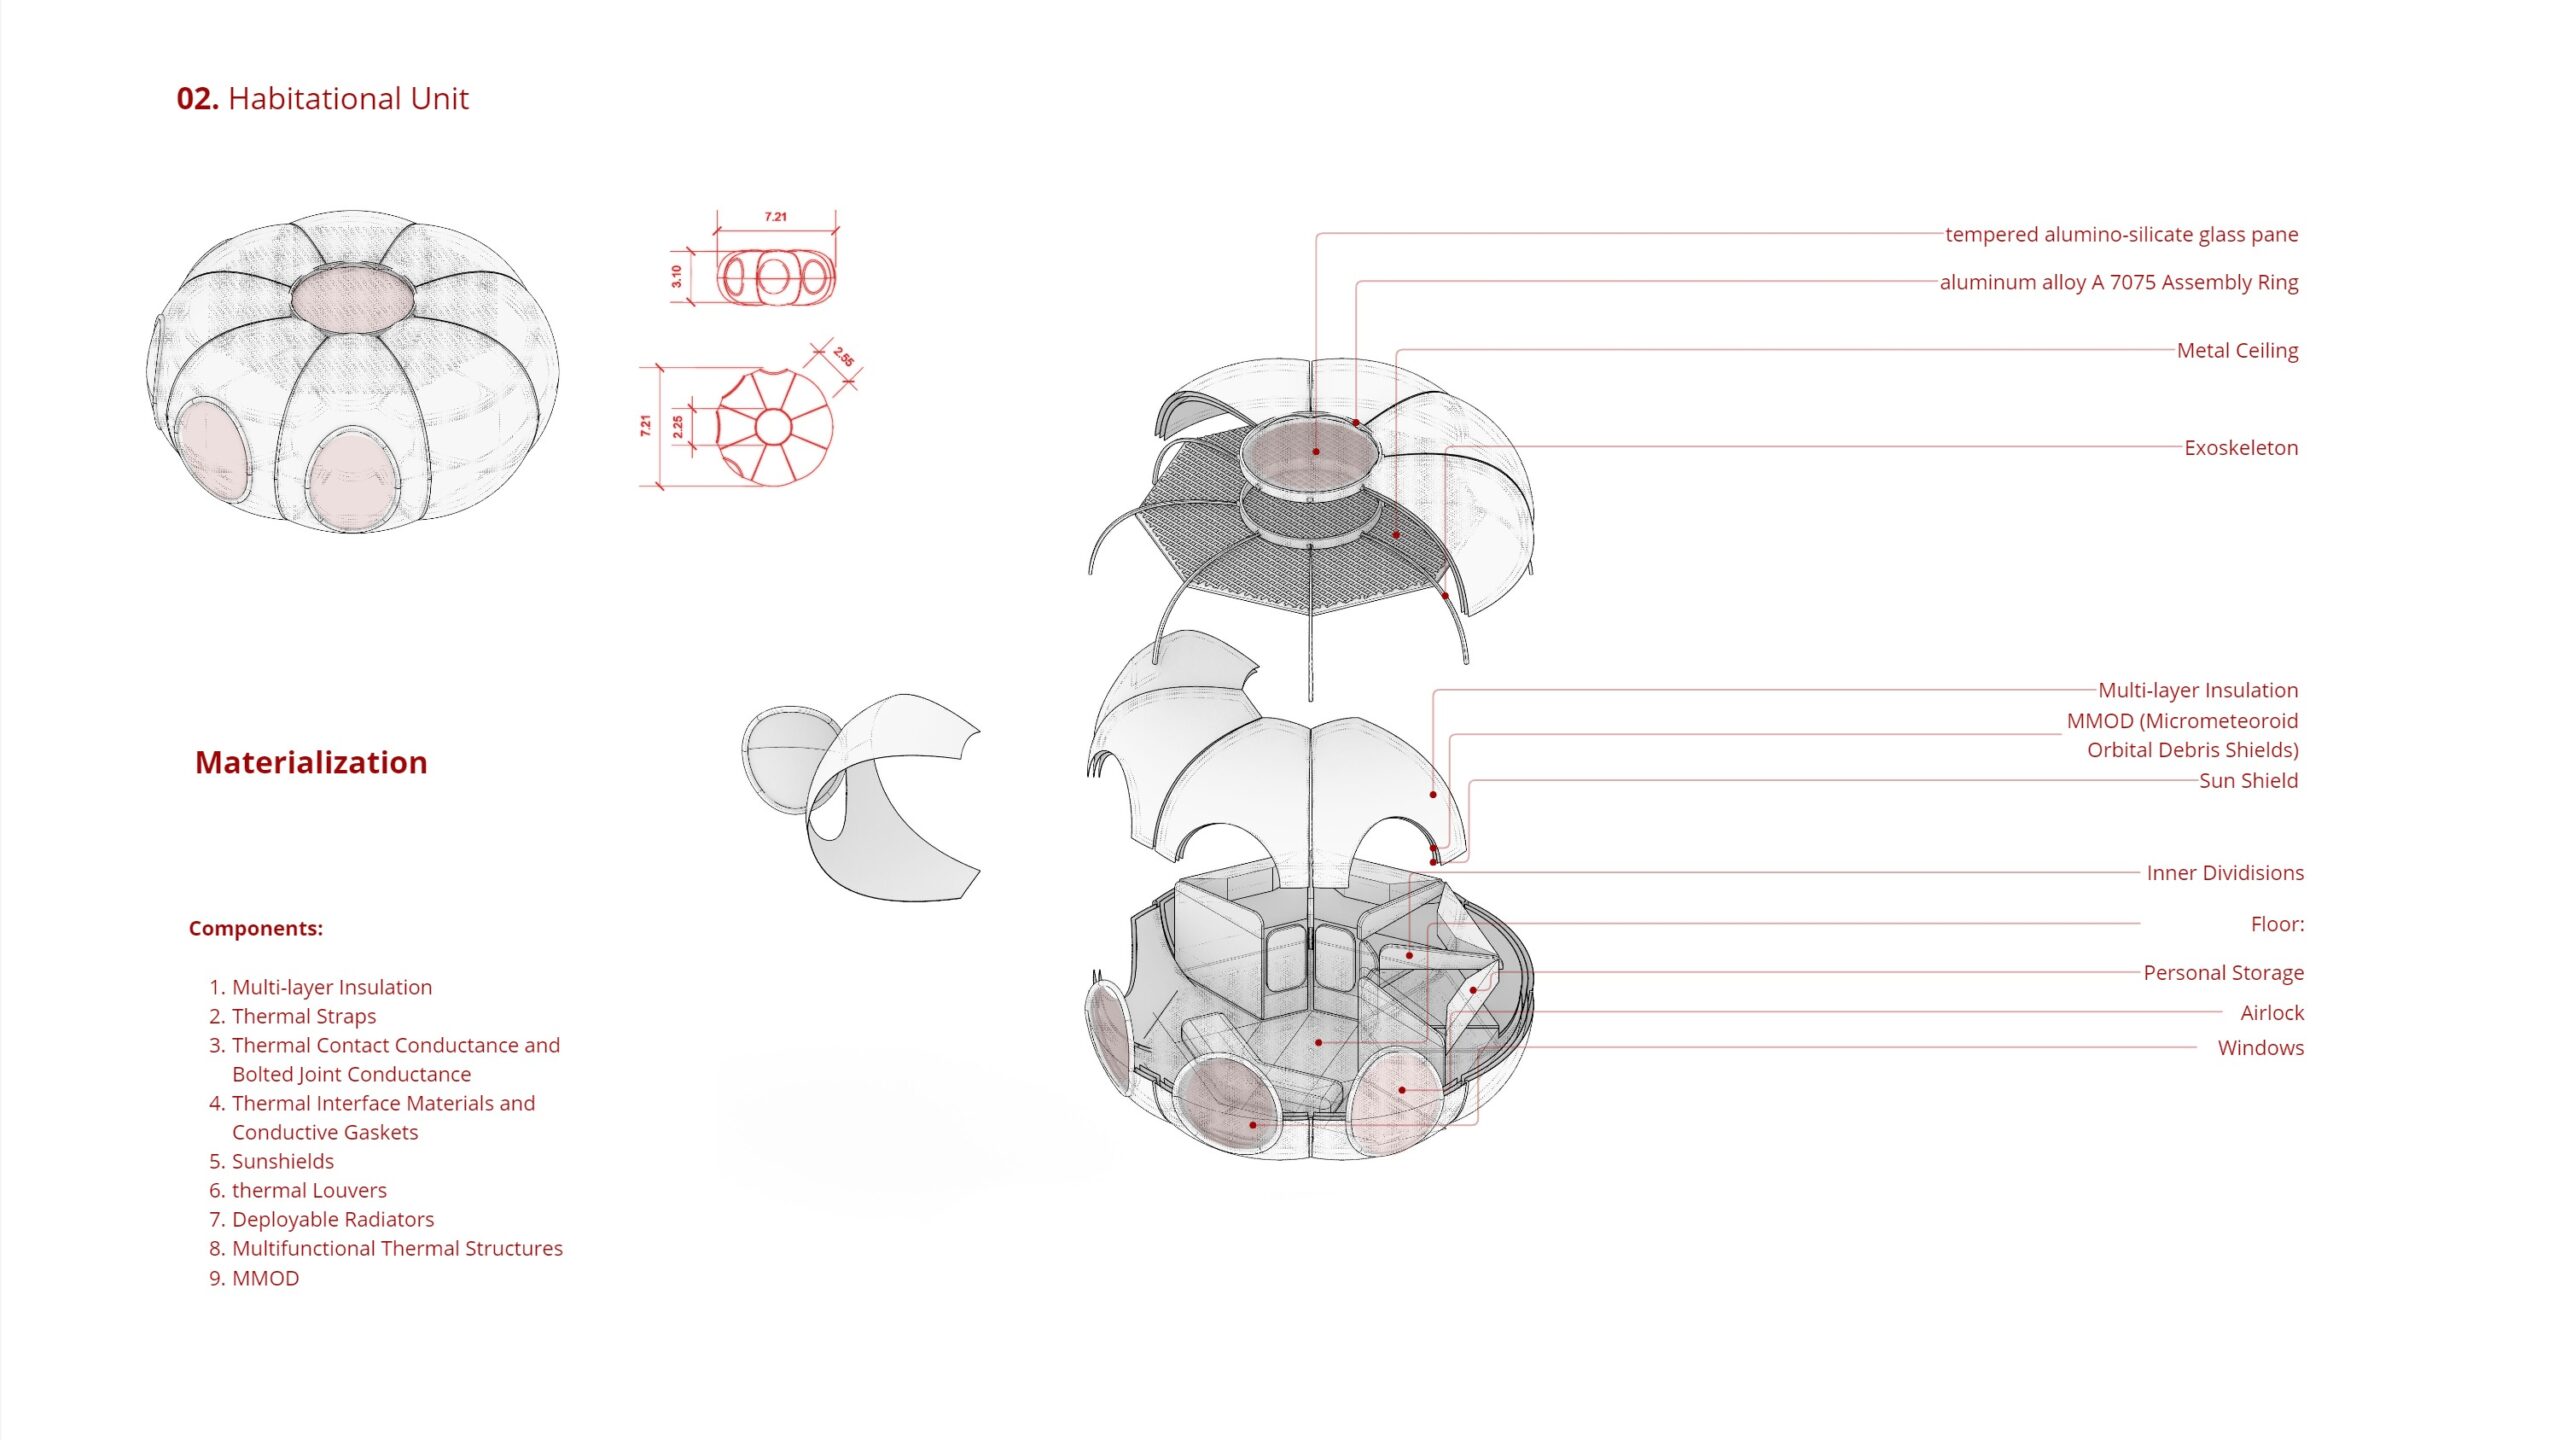 02. Habitational Unit
7.21
3.10
2.55
7.21
2.25
tempered alumino-silicate glass pane
aluminum alloy A 7075 Assembly Ring
Metal Ceiling
Exoskeleton
Multi-layer Insulation
MMOD (Micrometeoroid
Orbital Debris Shields)
Sun Shield
Inner Dividisions
Floor:
Personal Storage
Airlock
Windows
Materialization
Components:
1. Multi-layer Insulation
2. Thermal Straps
3. Thermal Contact Conductance and
Bolted Joint Conductance
4. Thermal Interface Materials and
Conductive Gaskets
5. Sunshields
6. thermal Louvers
7. Deployable Radiators
8. Multifunctional Thermal Structures
9. MMOD